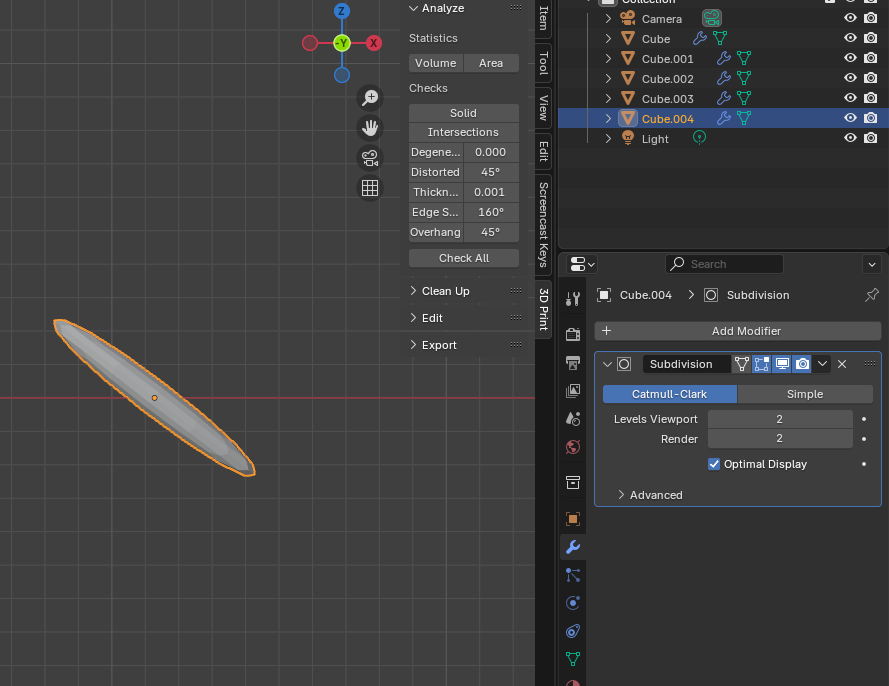 Z
-Y
X
Analyze
Statistics
Volume
Area
Checks
Solid
Intersections
Degene... 0.000
Distorted 45°
Thickn... 0.001
Edge S... 160°
Overhang 45°
Check All
Clean Up
Edit
Export
Item
Tool
View
Edit
Screencast Keys
3D Print
Collection
Camera
Cube
Cube.001
Cube.002
Cube.003
Cube.004
Light
Search
Cube.004
Subdivision
Add Modifier
Subdivision
Catmull-Clark
Simple
Levels Viewport 2
Render 2
Optimal Display
Advanced